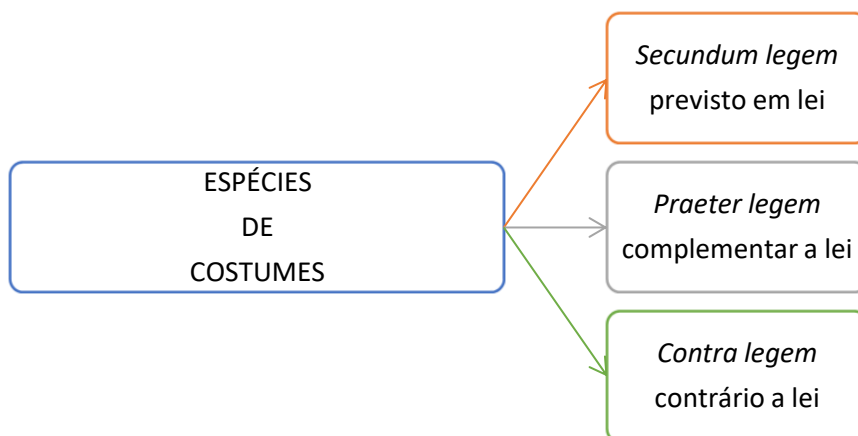 ESPÉCIES
DE
COSTUMES
Secundum legem
previsto em lei
Praeter legem
complementar a lei
Contra legem
contrário a lei